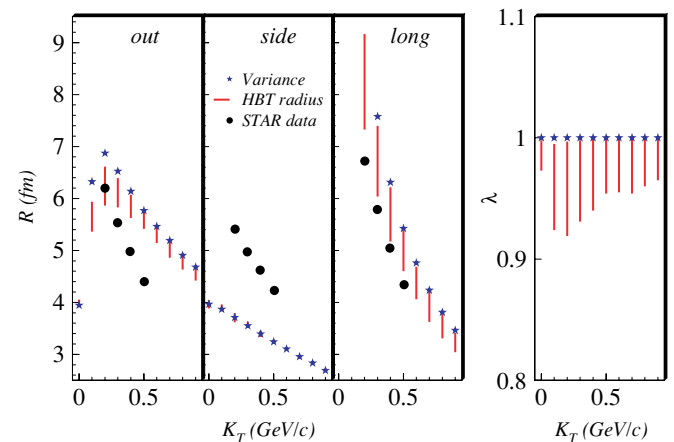 out side long
Variance
HBT radius
STAR data
R (fm)
9
8
7
6
5
4
3
0 0.5 0 0.5 0 0.5
K_T (GeV/c)
λ
1.1
1
0.9
0.8
0 0.5
K_T (GeV/c)